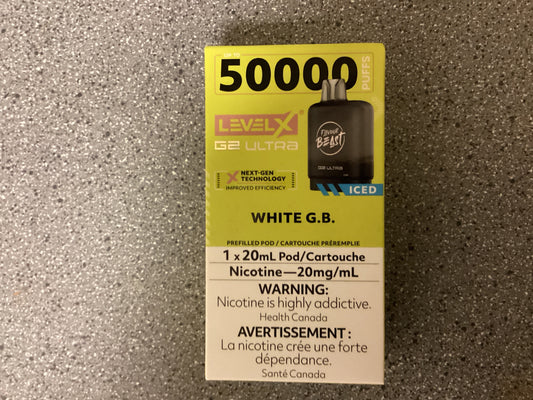 UP TO
50000
PUFFS
LEVEL X
G2 ULTRA
FLAVOUR
BEAST
G2 ULTRA
X NEXT-GEN
TECHNOLOGY
IMPROVED EFFICIENCY
ICED
WHITE G.B.
PREFILLED POD / CARTOUCHE PRÉREMPLIE
1 x 20mL Pod/Cartouche
Nicotine—20mg/mL
WARNING:
Nicotine is highly addictive.
Health Canada
AVERTISSEMENT :
La nicotine crée une forte
dépendance.
Santé Canada